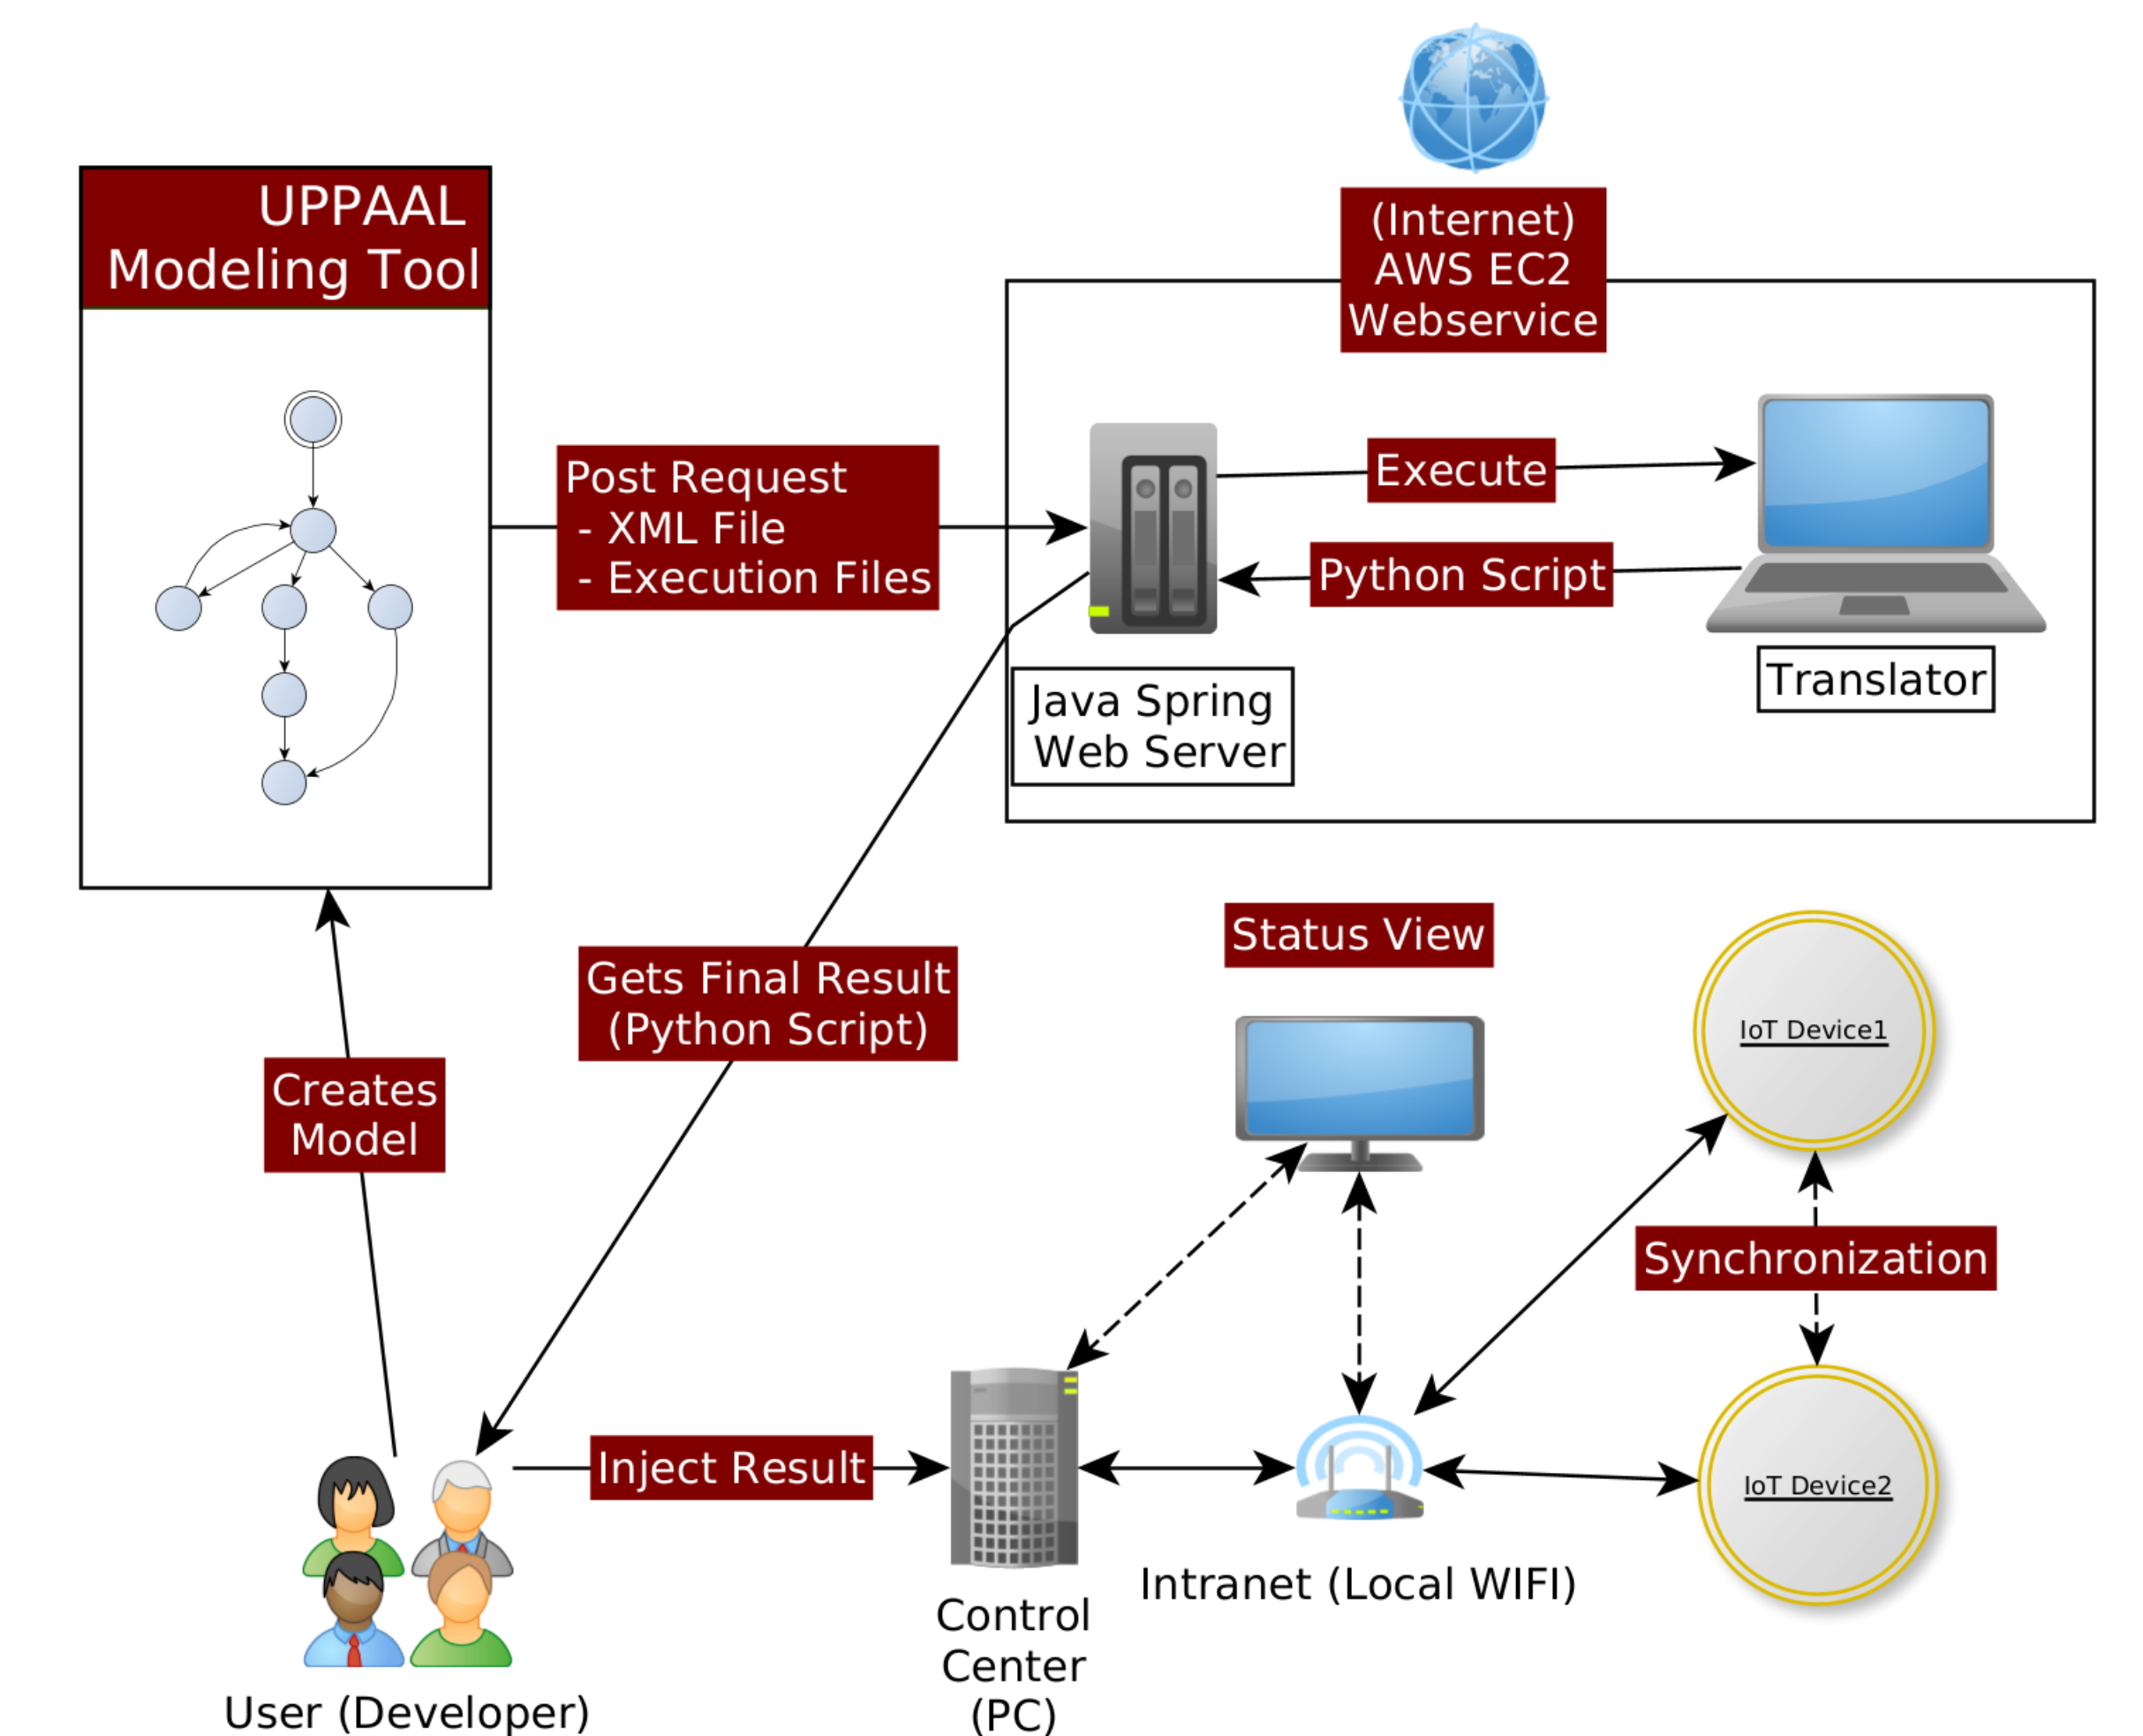 UPPAAL
Modeling Tool
(Internet)
AWS EC2
Webservice
Post Request
- XML File
- Execution Files
Execute
Python Script
Java Spring
Web Server
Translator
Gets Final Result
(Python Script)
Creates
Model
Status View
IoT Device1
Synchronization
IoT Device2
Inject Result
Intranet (Local WIFI)
Control
Center
(PC)
User (Developer)